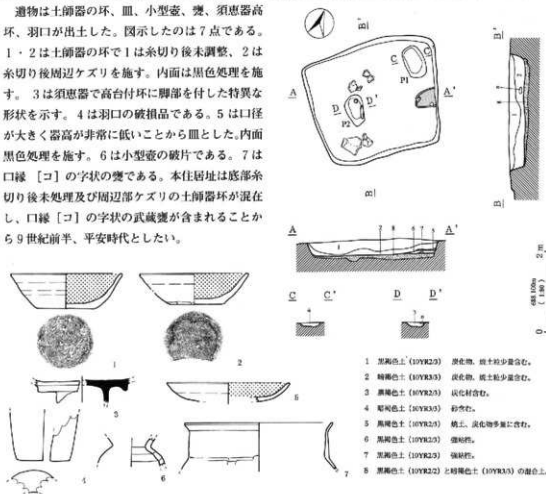 遺物は土師器の坏、皿、小型壺、甕、須恵器高
坏、羽口が出土した。図示したのは7点である。
1・2は土師器の坏で1は糸切り後未調整、2は
糸切り後周辺ケズリを施す。内面は黒色処理を施
す。 3は須恵器で高台付坏に脚部を付した特異な
形状を示す。4は羽口の破損品である。5は口径
が大きく器高が非常に低いことから皿とした。内面
黒色処理を施す。6は小型壺の破片である。7は
口縁［コ］の字状の甕である。本住居址は底部糸
切り後未処理及び周辺部ケズリの土師器坏が混在
し、口縁［コ］の字状の武蔵甕が含まれることか
ら9世紀前半、平安時代としたい。
A A'
B B'
C P1
D D'
P2
A A'
C C' D D'
1 2
3 5
4 6 7
0 2m
(1:80)
1 黒褐色土 (10YR2/3) 炭化物、焼土粒少量含む。
2 暗褐色土 (10YR3/3) 炭化物、焼土粒少量含む。
3 黒褐色土 (10YR2/3) 炭化材含む。
4 暗褐色土 (10YR3/3) 砂含む。
5 黒褐色土 (10YR2/3) 焼土、炭化物多量に含む。
6 黒褐色土 (10YR2/3) 強粘性。
7 黒褐色土 (10YR2/3) 強粘性。
8 黒褐色土 (10YR2/2) と暗褐色土 (10YR3/3) の混合土。